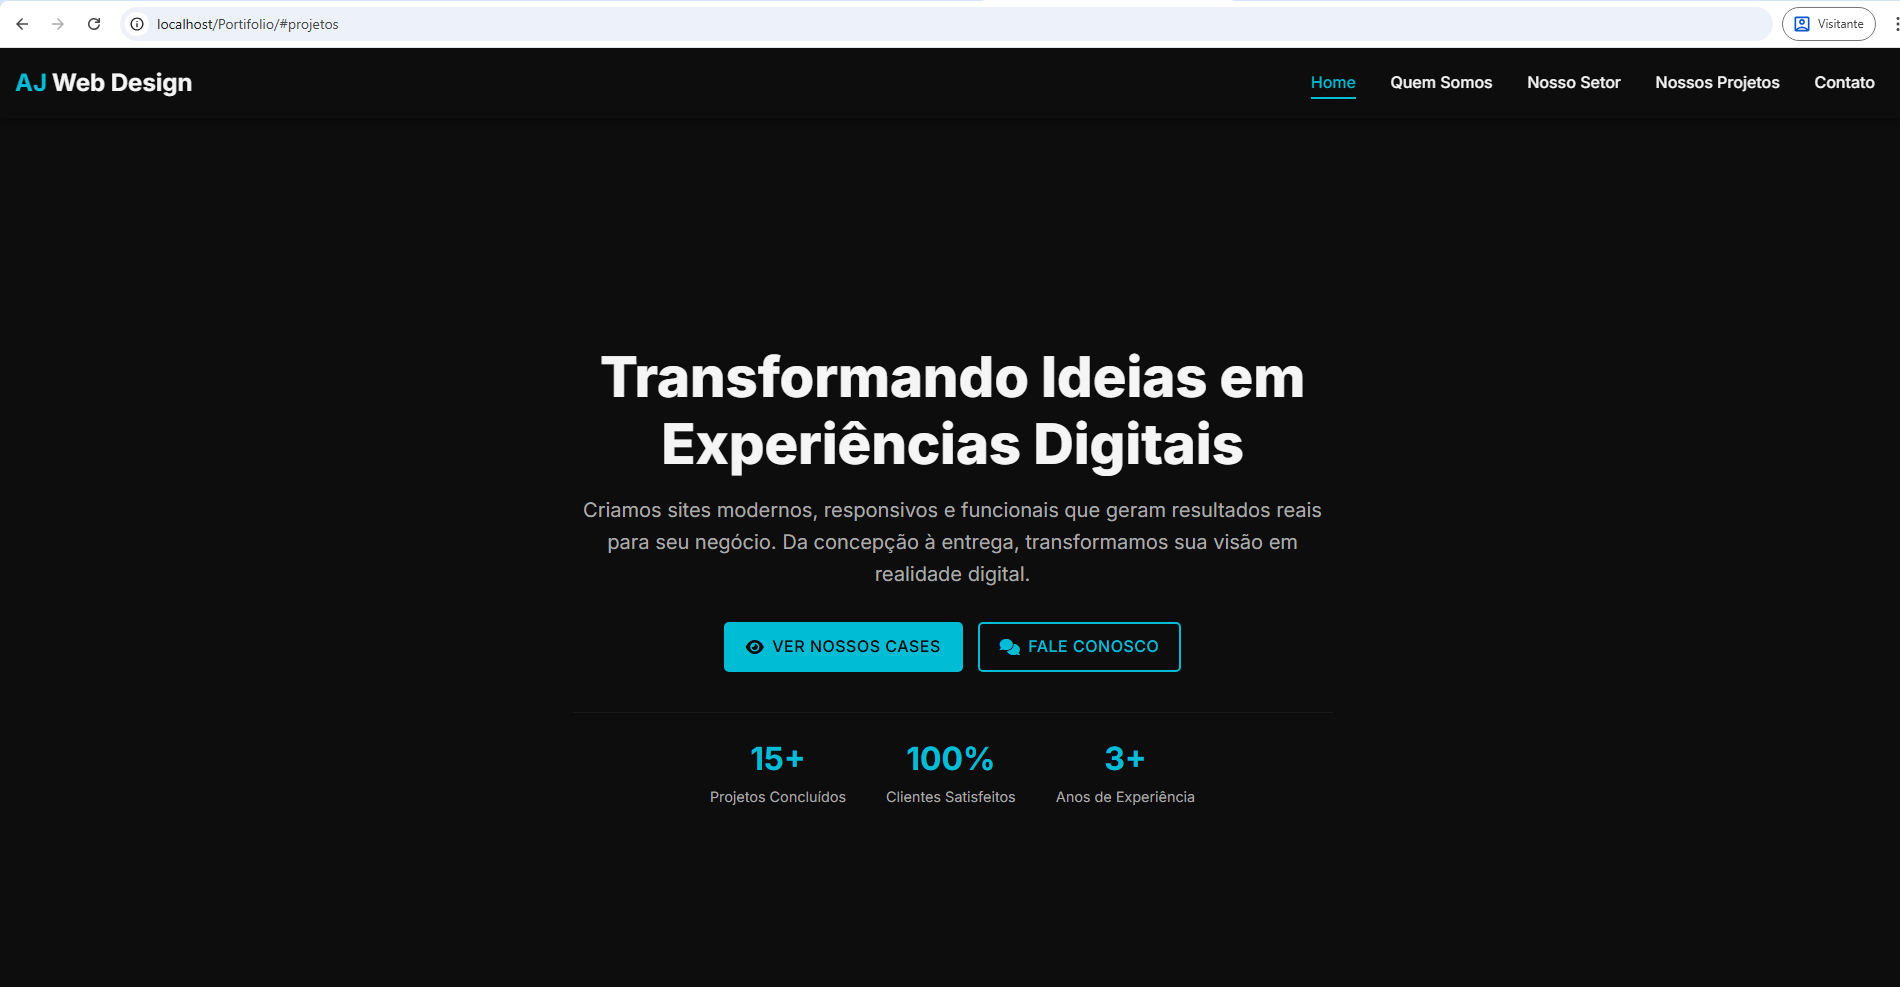 localhost/Portifolio/#projetos
Visitante
AJ Web Design
Home
Quem Somos
Nosso Setor
Nossos Projetos
Contato
Transformando Ideias em
Experiências Digitais
Criamos sites modernos, responsivos e funcionais que geram resultados reais
para seu negócio. Da concepção à entrega, transformamos sua visão em
realidade digital.
VER NOSSOS CASES
FALE CONOSCO
15+
Projetos Concluídos
100%
Clientes Satisfeitos
3+
Anos de Experiência